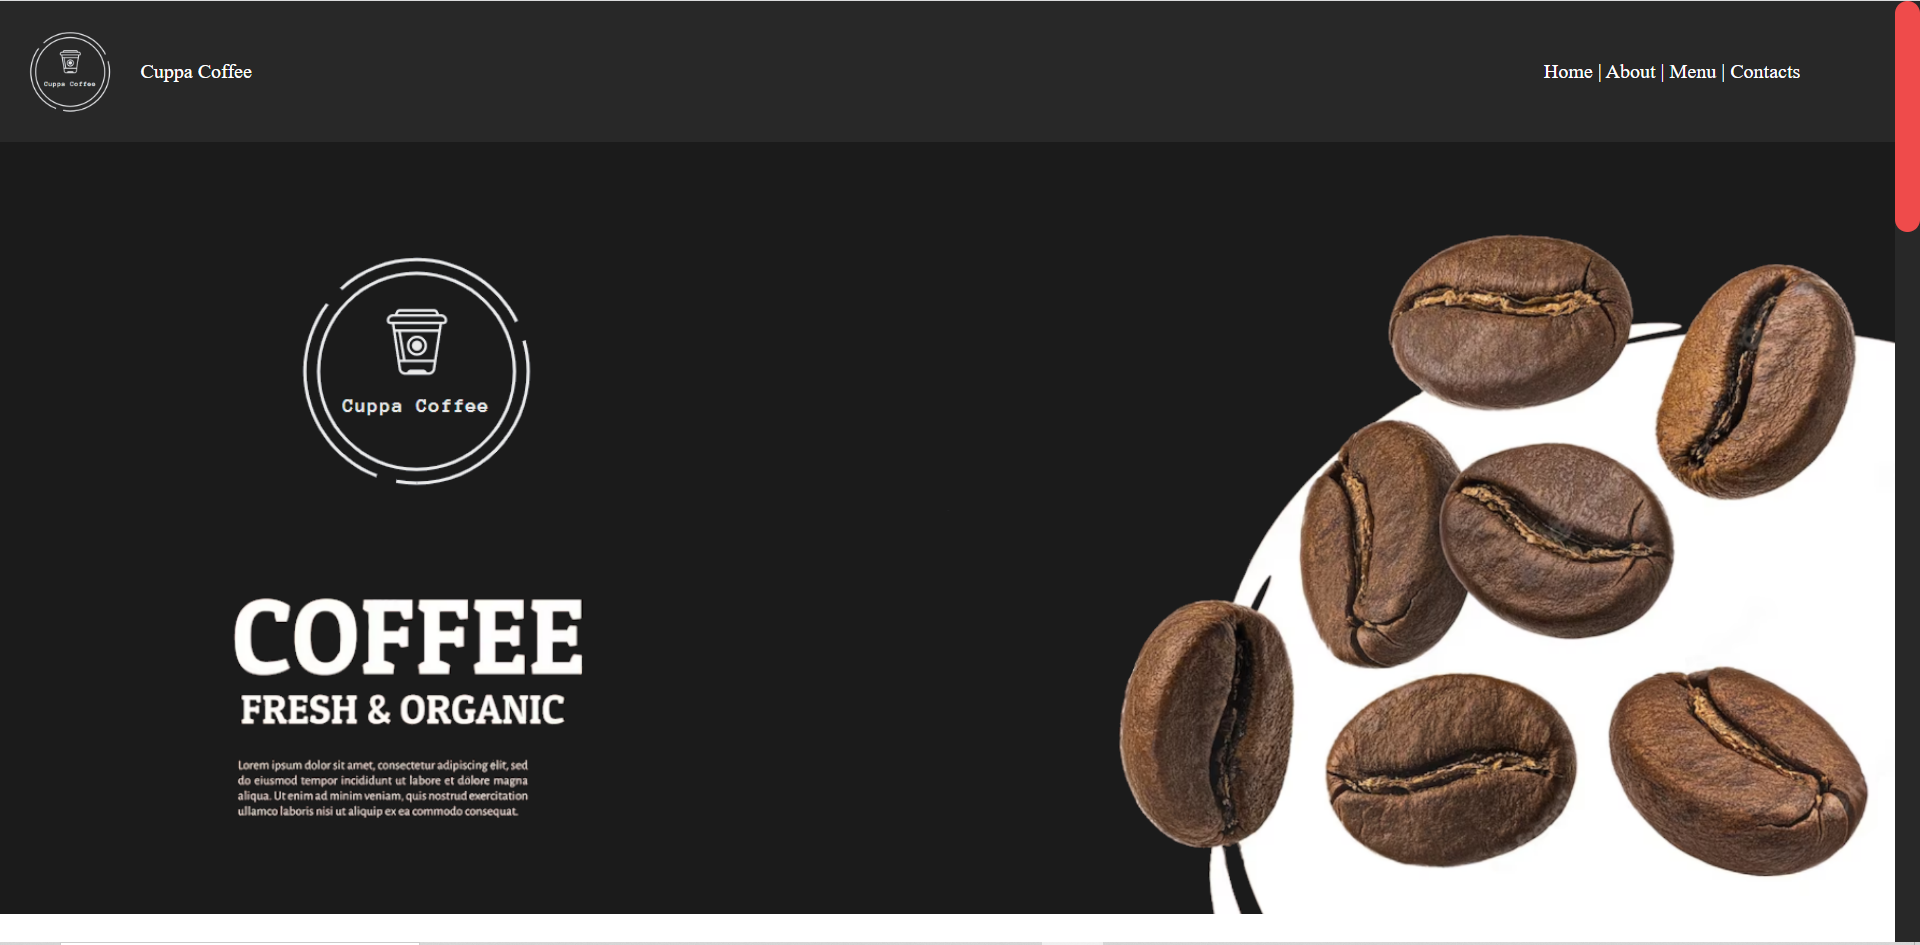 Cuppa Coffee
Cuppa Coffee
Home | About | Menu | Contacts
Cuppa Coffee
COFFEE
FRESH & ORGANIC
Lorem ipsum dolor sit amet, consectetur adipiscing elit, sed
do eiusmod tempor incididunt ut labore et dolore magna
aliqua. Ut enim ad minim veniam, quis nostrud exercitation
ullamco laboris nisi ut aliquip ex ea commodo consequat.